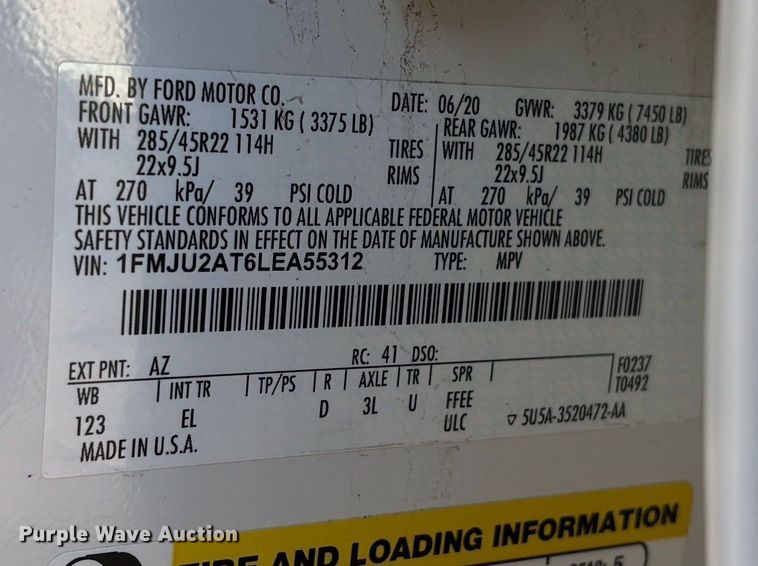 MFD. BY FORD MOTOR CO.
DATE: 06/20 GVWR: 3379 KG ( 7450 LB)
FRONT GAWR: 1531 KG ( 3375 LB) REAR GAWR: 1987 KG ( 4380 LB)
WITH 285/45R22 114H TIRES WITH 285/45R22 114H TIRES
22x9.5J RIMS 22x9.5J RIMS
AT 270 kPa/ 39 PSI COLD AT 270 kPa/ 39 PSI COLD
THIS VEHICLE CONFORMS TO ALL APPLICABLE FEDERAL MOTOR VEHICLE
SAFETY STANDARDS IN EFFECT ON THE DATE OF MANUFACTURE SHOWN ABOVE.
VIN: 1FMJU2AT6LEA55312 TYPE: MPV
EXT PNT: AZ RC: 41 DSO: F0237
WB INT TR TP/PS R AXLE TR SPR T0492
123 EL D 3L U FFEE
ULC 5U5A-3520472-AA
MADE IN U.S.A.
Purple Wave Auction
AND LOADING INFORMATION
5